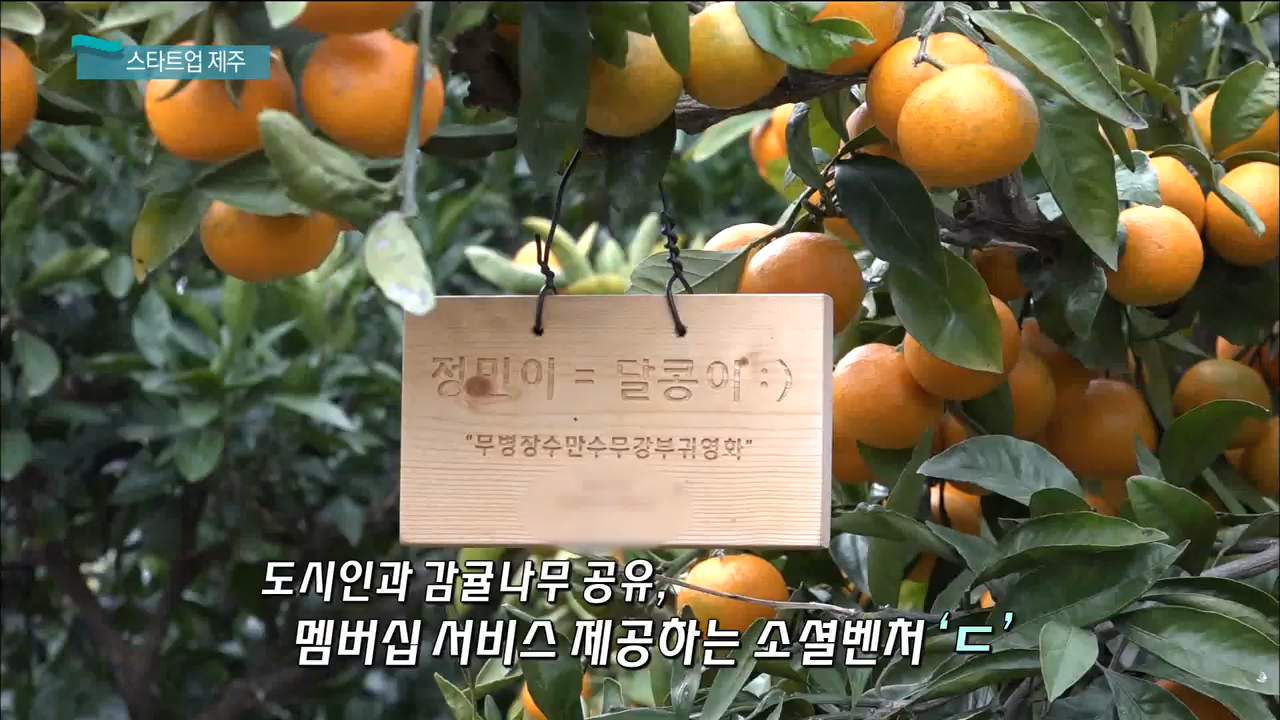 스타트업 제주
정민이 = 달콩이 :)
"무병장수만수무강부귀영화"
도시인과 감귤나무 공유,
멤버십 서비스 제공하는 소셜벤처 ‘ㄷ’